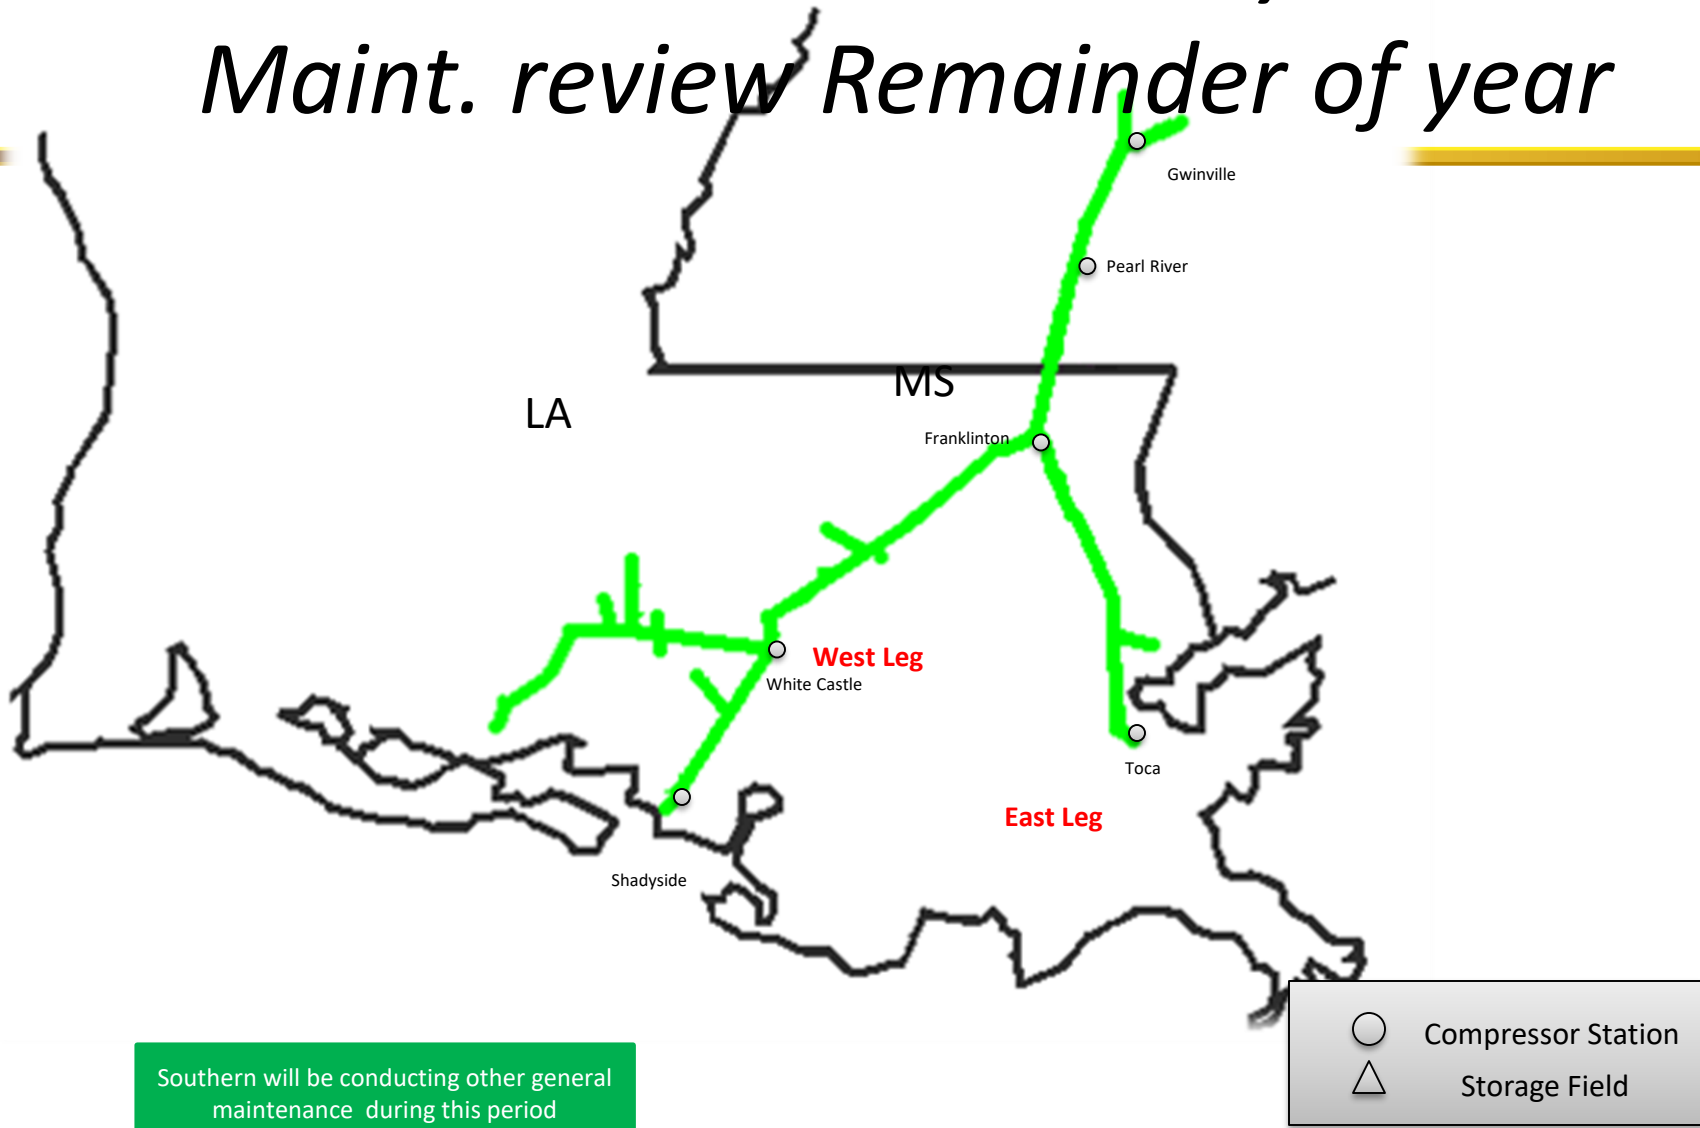 Maint. review Remainder of year
Gwinville
Pearl River
MS
LA
Franklinton
West Leg
White Castle
Toca
East Leg
Shadyside
Compressor Station
Storage Field
Southern will be conducting other general
maintenance during this period